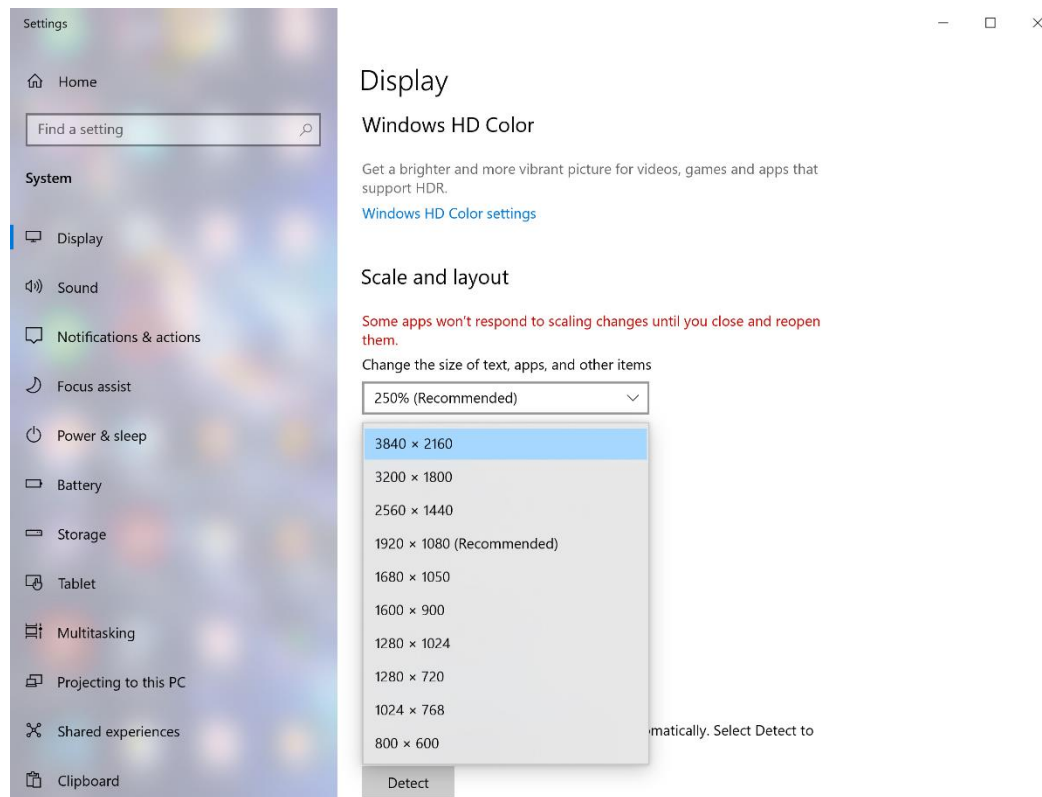 Settings
Home
Find a setting
System
Display
Sound
Notifications & actions
Focus assist
Power & sleep
Battery
Storage
Tablet
Multitasking
Projecting to this PC
Shared experiences
Clipboard
Display
Windows HD Color
Get a brighter and more vibrant picture for videos, games and apps that
support HDR.
Windows HD Color settings
Scale and layout
Some apps won't respond to scaling changes until you close and reopen
them.
Change the size of text, apps, and other items
250% (Recommended)
3840 × 2160
3200 × 1800
2560 × 1440
1920 × 1080 (Recommended)
1680 × 1050
1600 × 900
1280 × 1024
1280 × 720
1024 × 768
800 × 600
matically. Select Detect to
Detect